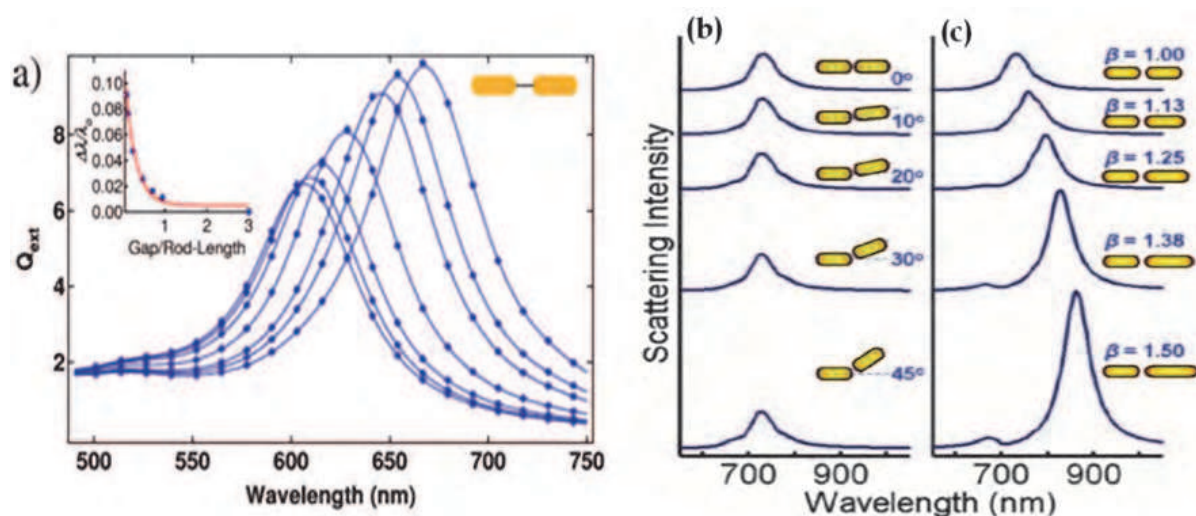 a)
0.10
0.08
0.06
0.04
0.02
0.00
Δλ/λ₀
1
2
3
Gap/Rod-Length
8
6
4
2
Q_ext
500
550
600
650
700
750
Wavelength (nm)
(b)
0°
10°
20°
30°
45°
Scattering Intensity
(c)
β = 1.00
β = 1.13
β = 1.25
β = 1.38
β = 1.50
700
900
700
900
Wavelength (nm)